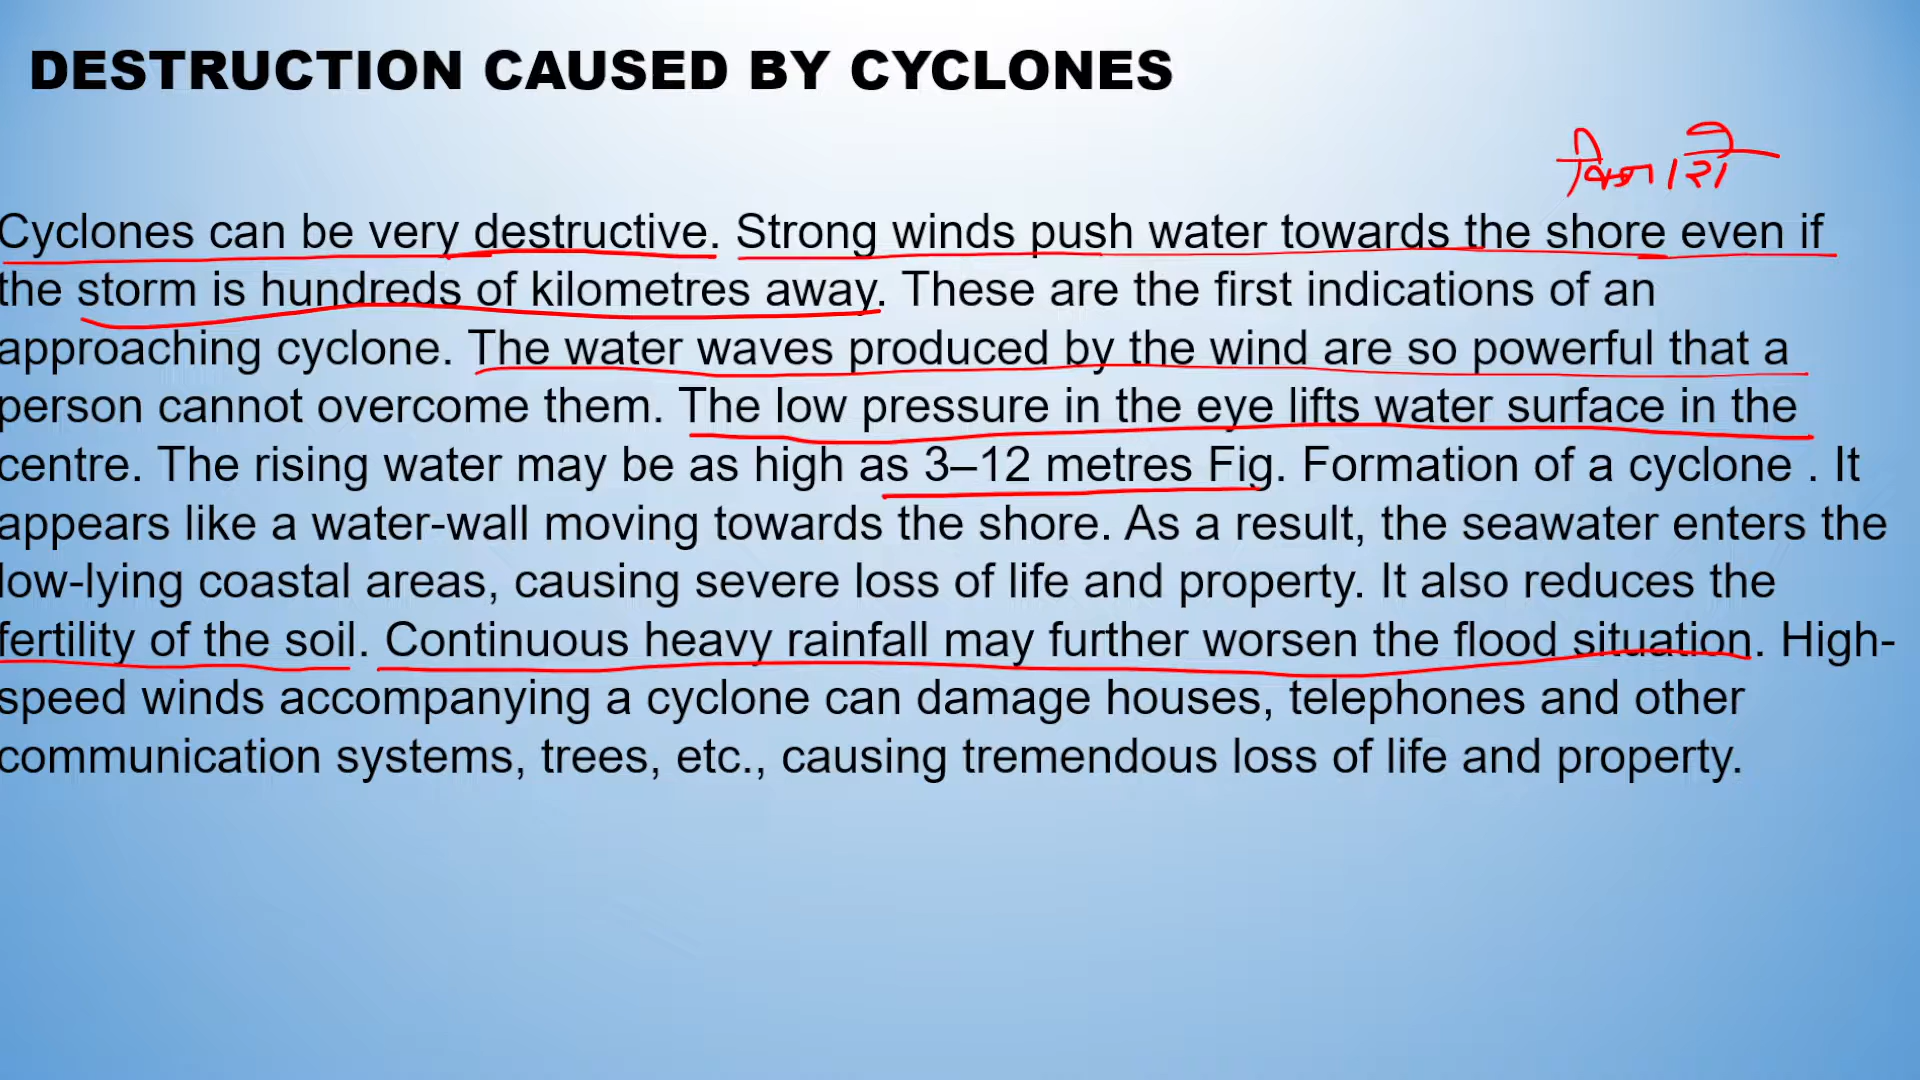 DESTRUCTION CAUSED BY CYCLONES
Cyclones can be very destructive. Strong winds push water towards the shore even if
the storm is hundreds of kilometres away. These are the first indications of an
approaching cyclone. The water waves produced by the wind are so powerful that a
person cannot overcome them. The low pressure in the eye lifts water surface in the
centre. The rising water may be as high as 3–12 metres Fig. Formation of a cyclone . It
appears like a water-wall moving towards the shore. As a result, the seawater enters the
low-lying coastal areas, causing severe loss of life and property. It also reduces the
fertility of the soil. Continuous heavy rainfall may further worsen the flood situation. High-
speed winds accompanying a cyclone can damage houses, telephones and other
communication systems, trees, etc., causing tremendous loss of life and property.